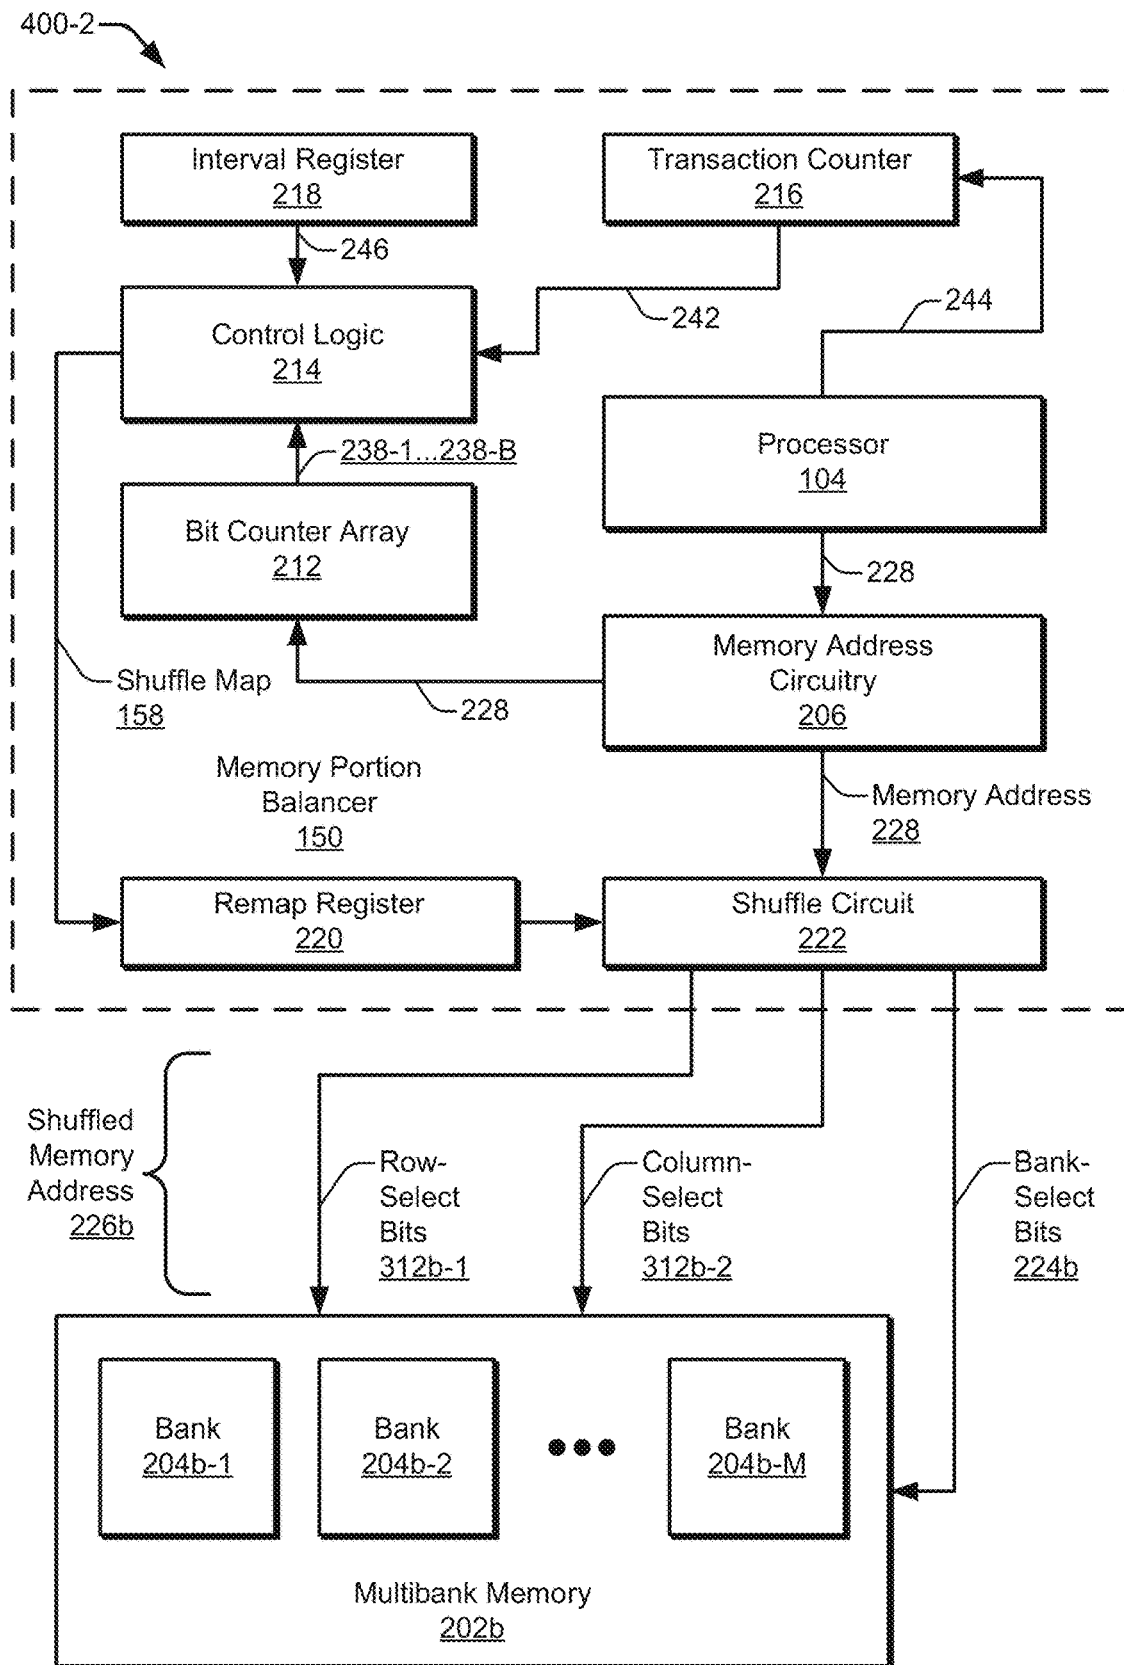 400-2
Interval Register
218
Transaction Counter
216
246
242
244
Control Logic
214
Processor
104
238-1...238-B
Bit Counter Array
212
228
Memory Address
Circuitry
206
Shuffle Map
158
228
Memory Portion
Balancer
150
Memory Address
228
Remap Register
220
Shuffle Circuit
222
Shuffled
Memory
Address
226b
Row-
Select
Bits
312b-1
Column-
Select
Bits
312b-2
Bank-
Select
Bits
224b
Bank
204b-1
Bank
204b-2
Bank
204b-M
Multibank Memory
202b